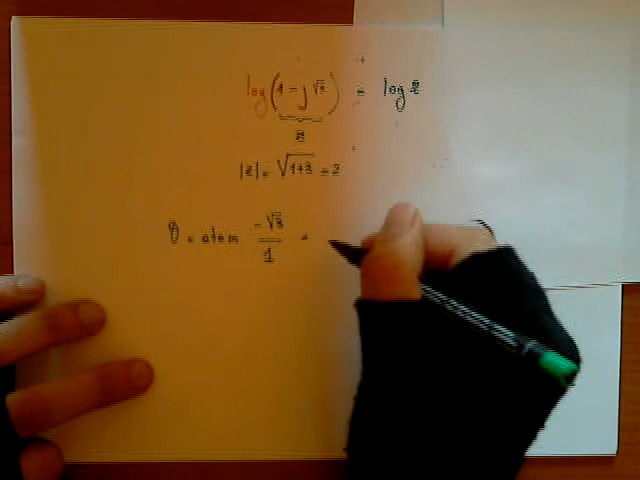 log(1 - j√3) = log z
z
|z| = √1+3 = 2
θ = atan -√3 =
1